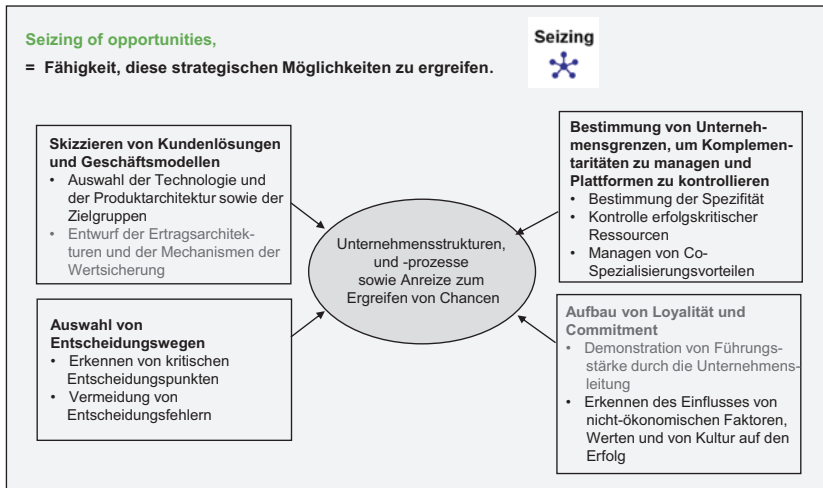 Seizing of opportunities,
= Fähigkeit, diese strategischen Möglichkeiten zu ergreifen.
Seizing
Skizzieren von Kundenlösungen
und Geschäftsmodellen
• Auswahl der Technologie und
der Produktarchitektur sowie der
Zielgruppen
• Entwurf der Ertragsarchitek-
turen und der Mechanismen der
Wertsicherung
Bestimmung von Unterneh-
mensgrenzen, um Komplemen-
taritäten zu managen und
Plattformen zu kontrollieren
• Bestimmung der Spezifität
• Kontrolle erfolgskritischer
Ressourcen
• Managen von Co-
Spezialisierungsvorteilen
Unternehmensstrukturen,
und -prozesse
sowie Anreize zum
Ergreifen von Chancen
Auswahl von
Entscheidungswegen
• Erkennen von kritischen
Entscheidungspunkten
• Vermeidung von
Entscheidungsfehlern
Aufbau von Loyalität und
Commitment
• Demonstration von Führungs-
stärke durch die Unternehmens-
leitung
• Erkennen des Einflusses von
nicht-ökonomischen Faktoren,
Werten und von Kultur auf den
Erfolg